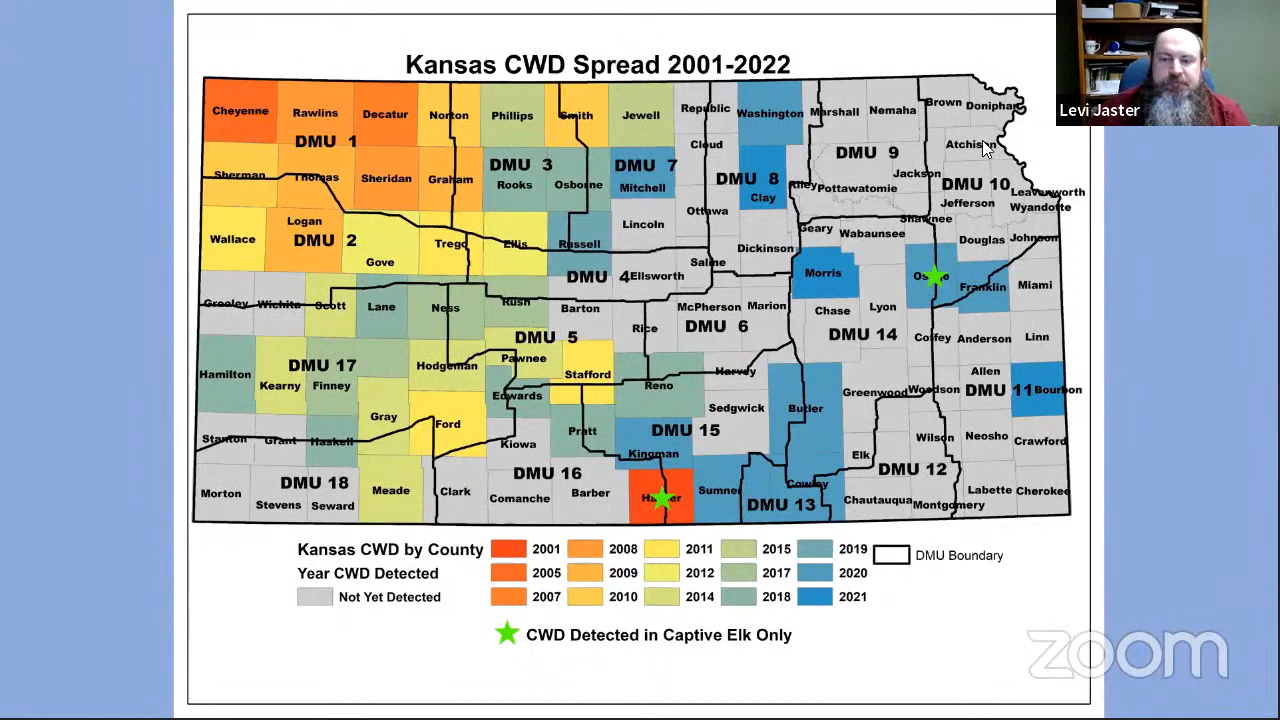 Kansas CWD Spread 2001-2022
Levi Jaster
Cheyenne
Rawlins
Decatur
Norton
Phillips
Smith
Jewell
Republic
Washington
Marshall
Nemaha
Brown
Doniphan
DMU 1
Cloud
DMU 9
Atchison
Sherman
Thomas
Sheridan
Graham
DMU 3
Rooks
Osborne
DMU 7
Mitchell
DMU 8
Clay
Riley
Pottawatomie
Jackson
DMU 10
Jefferson
Leavenworth
Wyandotte
Logan
Lincoln
Ottawa
Shawnee
Wallace
DMU 2
Gove
Trego
Ellis
Russell
Geary
Wabaunsee
Douglas
Johnson
Dickinson
Saline
DMU 4
Ellsworth
Morris
Osage
Franklin
Miami
Greeley
Wichita
Scott
Lane
Ness
Rush
Barton
McPherson
Marion
Chase
Lyon
Rice
DMU 6
DMU 14
Coffey
Anderson
Linn
DMU 5
Pawnee
DMU 17
Hodgeman
Stafford
Harvey
Allen
Hamilton
Kearny
Finney
Edwards
Reno
Greenwood
Woodson
DMU 11
Bourbon
Gray
Ford
Sedgwick
Butler
Stanton
Grant
Haskell
Kiowa
Pratt
DMU 15
Kingman
Elk
Wilson
Neosho
Crawford
DMU 18
Morton
Stevens
Seward
Meade
Clark
DMU 16
Comanche
Barber
Harper
Sumner
Cowley
DMU 13
DMU 12
Chautauqua
Montgomery
Labette
Cherokee
Kansas CWD by County
Year CWD Detected
Not Yet Detected
2001 2008 2011 2015 2019
2005 2009 2012 2017 2020
2007 2010 2014 2018 2021
DMU Boundary
CWD Detected in Captive Elk Only
zoom